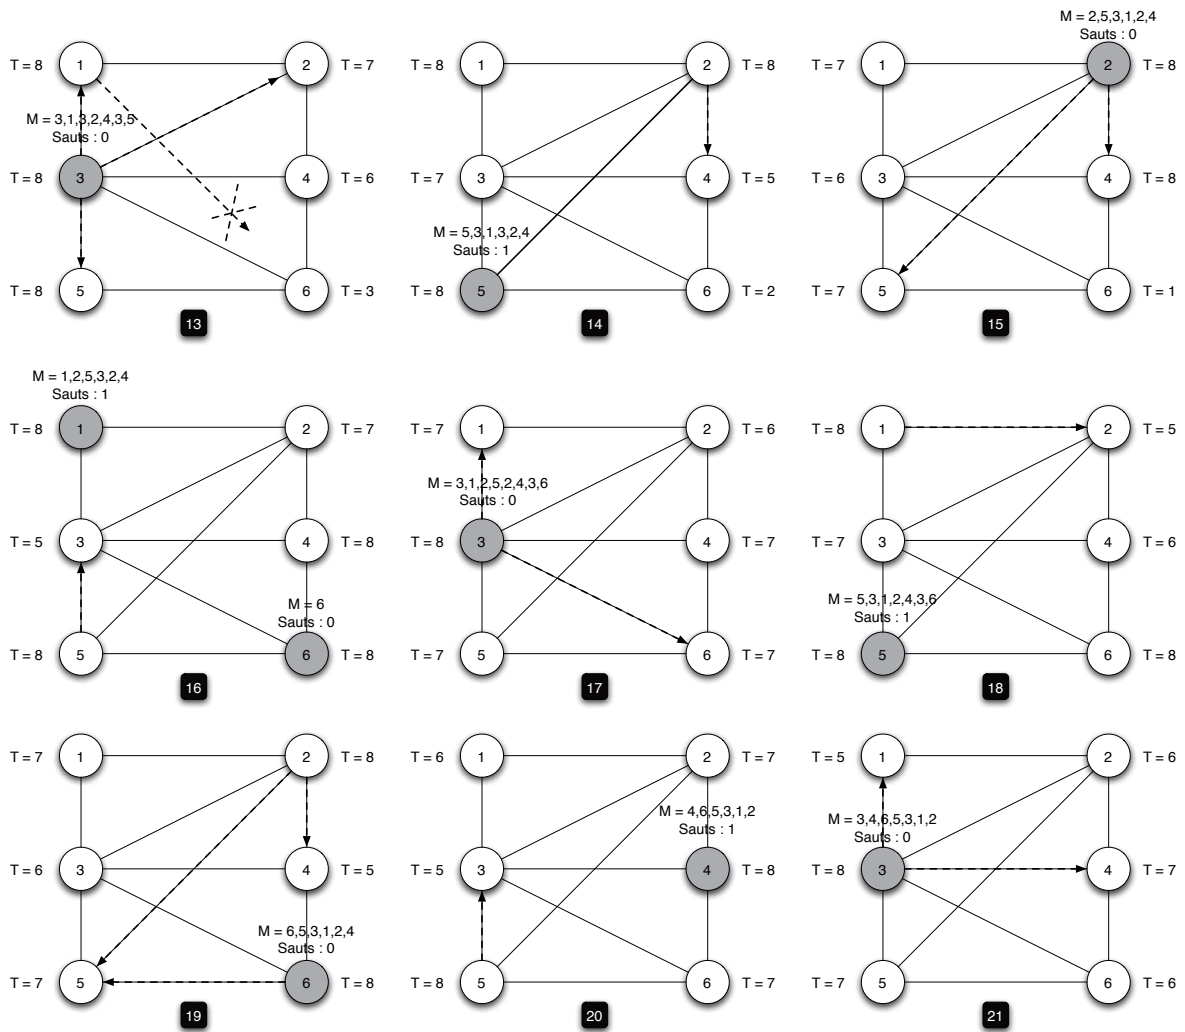 M = 2,5,3,1,2,4
Sauts : 0
T = 8 1 2 T = 7
T = 8 1 2 T = 8
T = 7 1 2 T = 8
M = 3,1,3,2,4,3,5
Sauts : 0
T = 8 3 4 T = 6
T = 7 3 4 T = 5
T = 6 3 4 T = 8
M = 5,3,1,3,2,4
Sauts : 1
T = 8 5 6 T = 3
T = 8 5 6 T = 2
T = 7 5 6 T = 1
13
14
15
M = 1,2,5,3,2,4
Sauts : 1
T = 8 1 2 T = 7
T = 7 1 2 T = 6
T = 8 1 2 T = 5
M = 3,1,2,5,2,4,3,6
Sauts : 0
T = 5 3 4 T = 8
T = 8 3 4 T = 7
T = 7 3 4 T = 6
M = 6
Sauts : 0
M = 5,3,1,2,4,3,6
Sauts : 1
T = 8 5 6 T = 8
T = 7 5 6 T = 7
T = 8 5 6 T = 8
16
17
18
T = 7 1 2 T = 8
T = 6 1 2 T = 7
T = 5 1 2 T = 6
M = 4,6,5,3,1,2
Sauts : 1
M = 3,4,6,5,3,1,2
Sauts : 0
T = 6 3 4 T = 5
T = 5 3 4 T = 8
T = 8 3 4 T = 7
M = 6,5,3,1,2,4
Sauts : 0
T = 7 5 6 T = 8
T = 8 5 6 T = 7
T = 7 5 6 T = 6
19
20
21